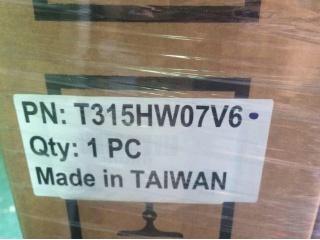 PN: T315HW07V6
Qty: 1 PC
Made in TAIWAN